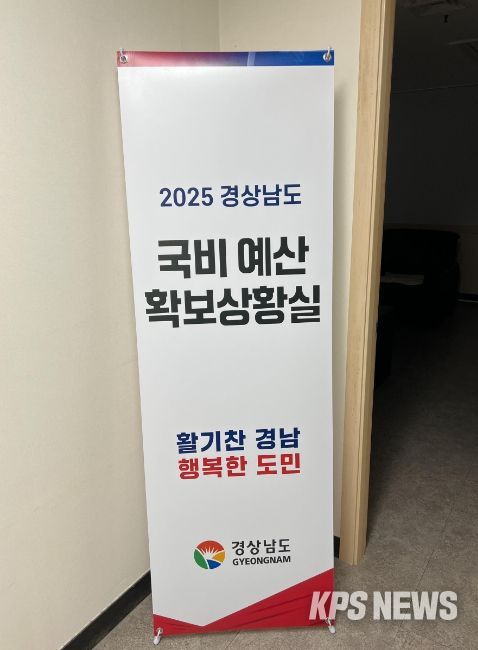 2025 경상남도
국비 예산
확보상황실
활기찬 경남
행복한 도민
경상남도
GYEONGNAM
KPS NEWS